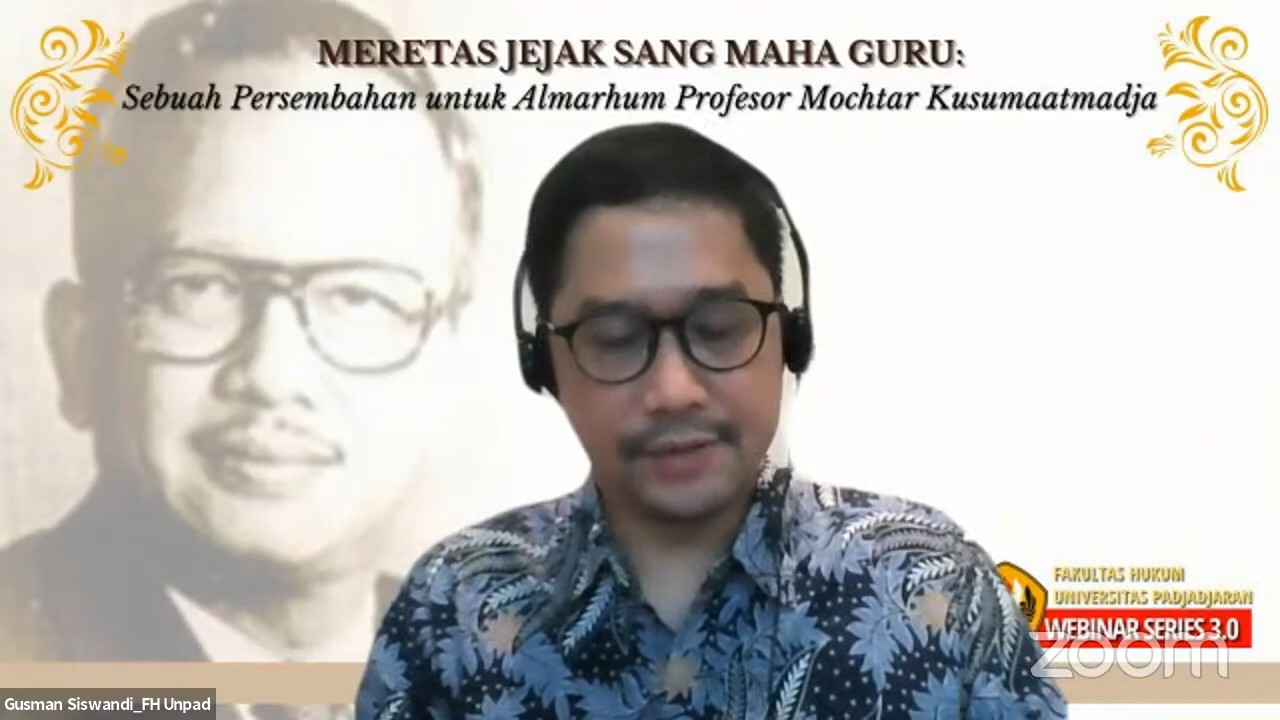 MERETAS JEJAK SANG MAHA GURU:
Sebuah Persembahan untuk Almarhum Profesor Mochtar Kusumaatmadja
FAKULTAS HUKUM
UNIVERSITAS PADJADJARAN
WEBINAR SERIES 3.0
zoom
Gusman Siswandi_FH Unpad